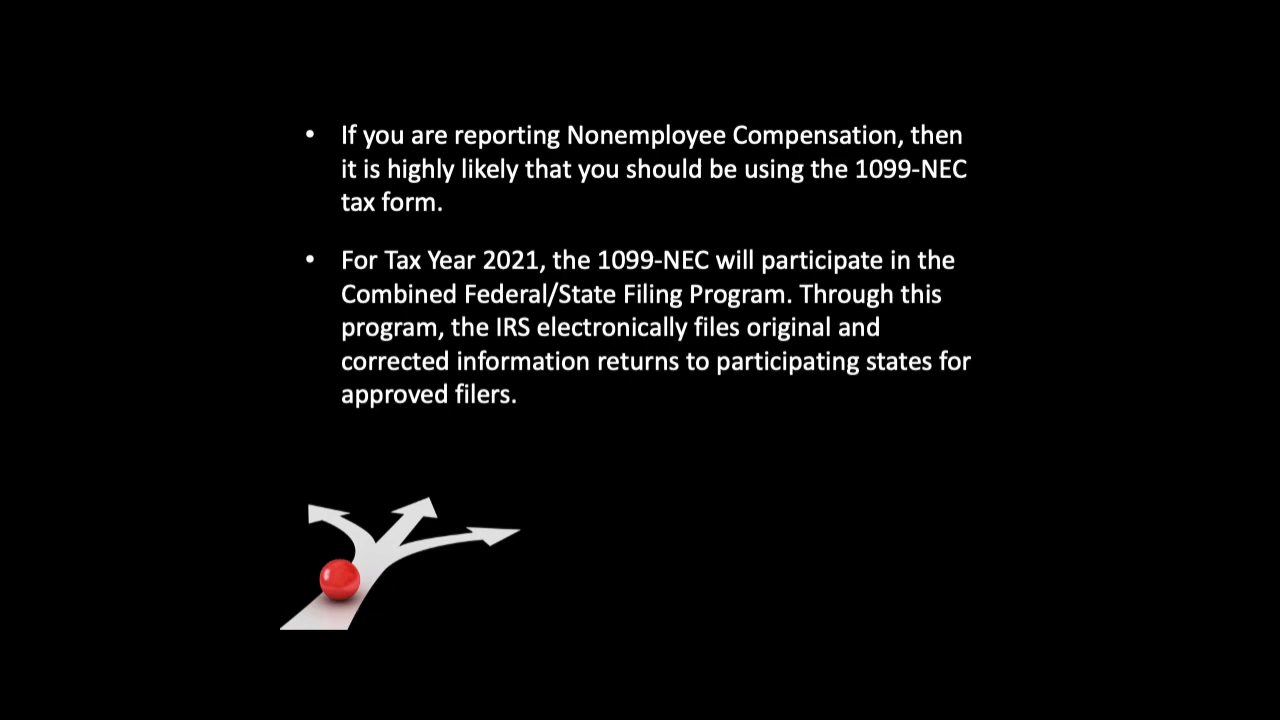 • If you are reporting Nonemployee Compensation, then
it is highly likely that you should be using the 1099-NEC
tax form.
• For Tax Year 2021, the 1099-NEC will participate in the
Combined Federal/State Filing Program. Through this
program, the IRS electronically files original and
corrected information returns to participating states for
approved filers.